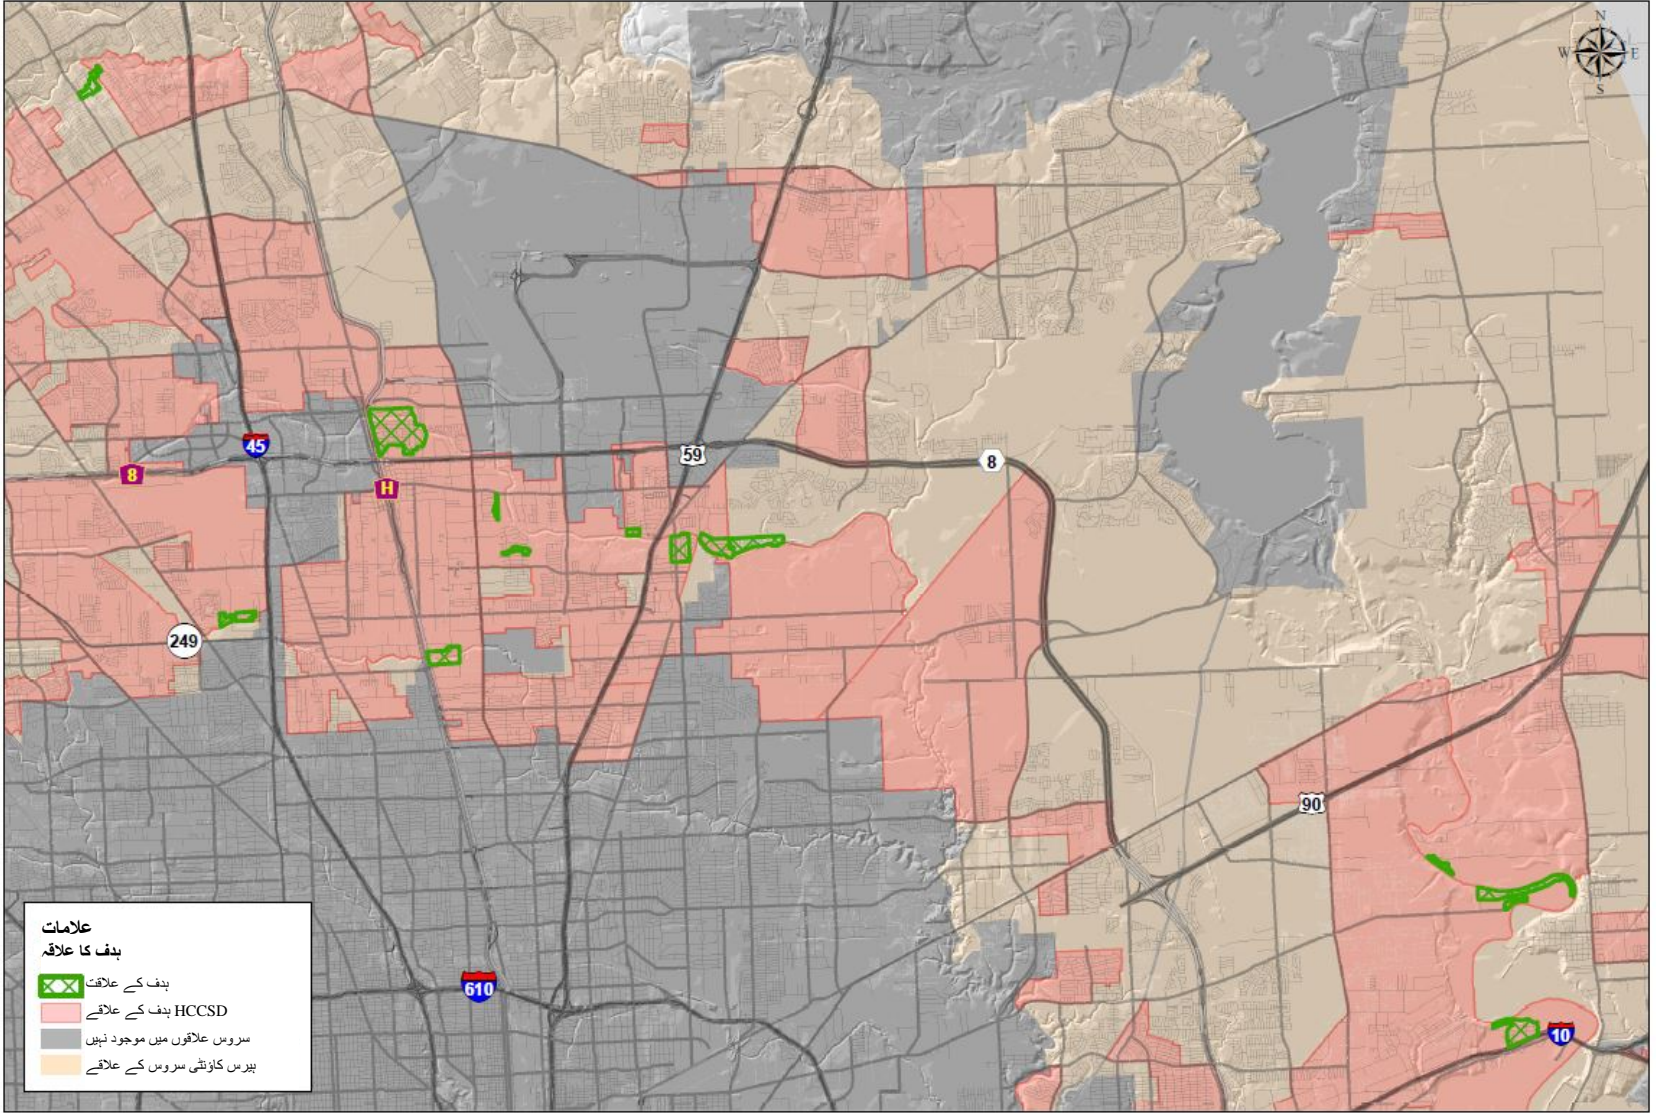 N
W E
S
45
8
H
59
8
249
90
610
10
علامات
ہدف کا علاقہ
ہدف کے علاقت
HCCSD ہدف کے علاقے
سروس علاقوں میں موجود نہیں
ہیرس کاؤنٹی سروس کے علاقے